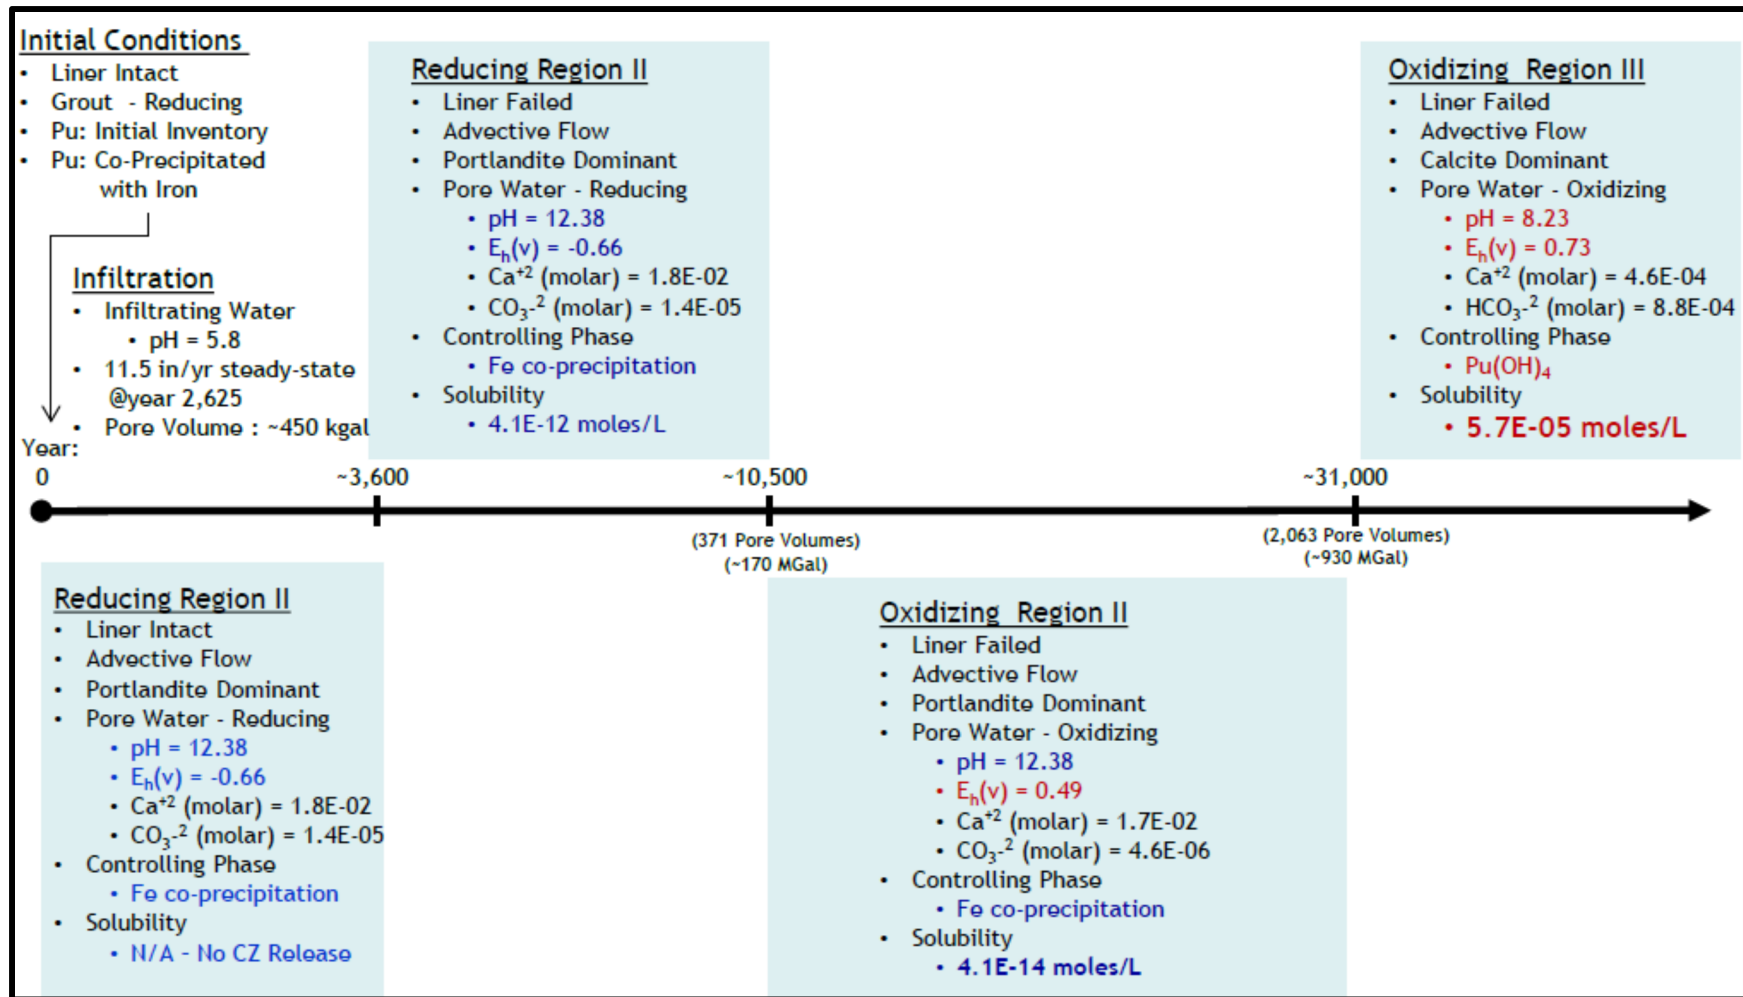 Initial Conditions
• Liner Intact
• Grout - Reducing
• Pu: Initial Inventory
• Pu: Co-Precipitated
with Iron
Infiltration
• Infiltrating Water
• pH = 5.8
• 11.5 in/yr steady-state
@year 2,625
• Pore Volume : ~450 kgal
Reducing Region II
• Liner Failed
• Advective Flow
• Portlandite Dominant
• Pore Water - Reducing
• pH = 12.38
• Eₕ(v) = -0.66
• Ca⁺² (molar) = 1.8E-02
• CO₃-² (molar) = 1.4E-05
• Controlling Phase
• Fe co-precipitation
• Solubility
• 4.1E-12 moles/L
Oxidizing Region III
• Liner Failed
• Advective Flow
• Calcite Dominant
• Pore Water - Oxidizing
• pH = 8.23
• Eₕ(v) = 0.73
• Ca⁺² (molar) = 4.6E-04
• HCO₃-² (molar) = 8.8E-04
• Controlling Phase
• Pu(OH)₄
• Solubility
• 5.7E-05 moles/L
Year:
0 ~3,600 ~10,500 ~31,000
(371 Pore Volumes)
(~170 MGal)
(2,063 Pore Volumes)
(~930 MGal)
Reducing Region II
• Liner Intact
• Advective Flow
• Portlandite Dominant
• Pore Water - Reducing
• pH = 12.38
• Eₕ(v) = -0.66
• Ca⁺² (molar) = 1.8E-02
• CO₃-² (molar) = 1.4E-05
• Controlling Phase
• Fe co-precipitation
• Solubility
• N/A - No CZ Release
Oxidizing Region II
• Liner Failed
• Advective Flow
• Portlandite Dominant
• Pore Water - Oxidizing
• pH = 12.38
• Eₕ(v) = 0.49
• Ca⁺² (molar) = 1.7E-02
• CO₃-² (molar) = 4.6E-06
• Controlling Phase
• Fe co-precipitation
• Solubility
• 4.1E-14 moles/L